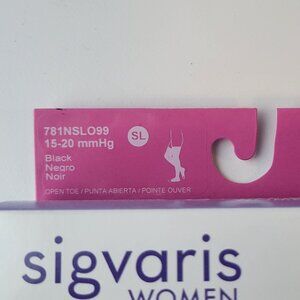 781NSLO99
15-20 mmHg
SL
Black
Negro
Noir
OPEN TOE / PUNTA ABIERTA / POINTE OUVER
sigvaris
WOMEN